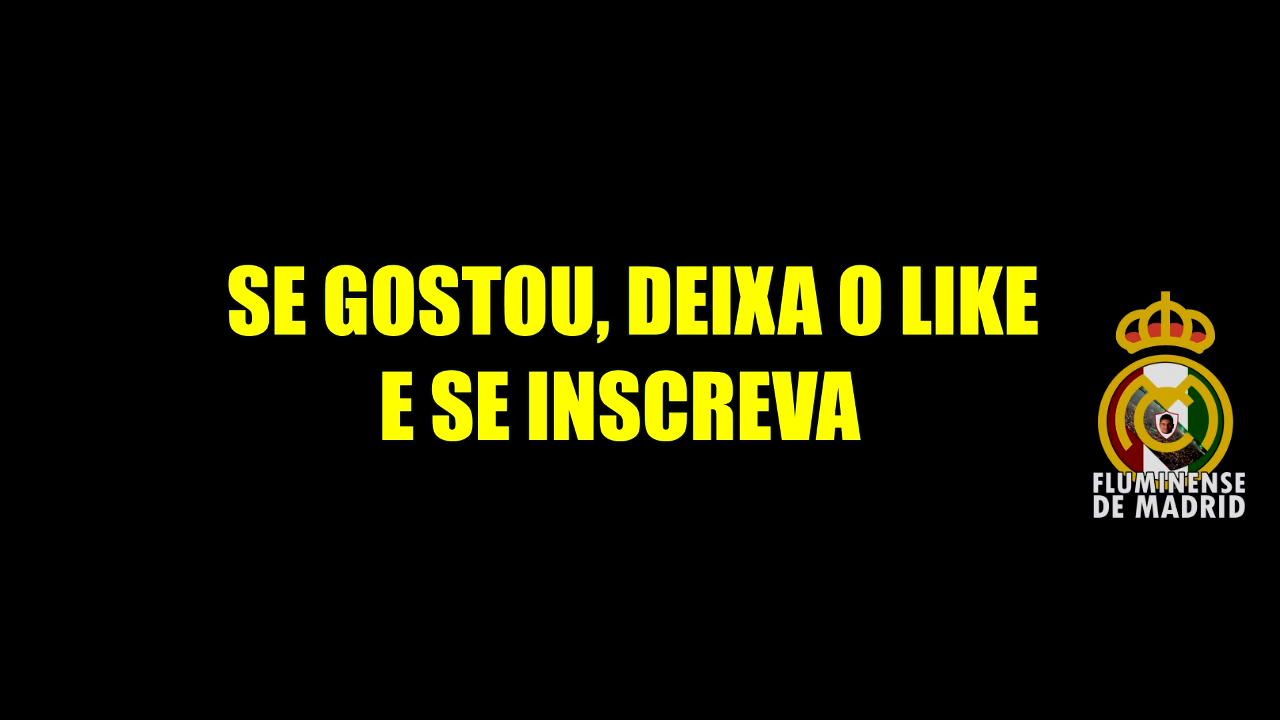 SE GOSTOU, DEIXA O LIKE
E SE INSCREVA
FLUMINENSE
DE MADRID